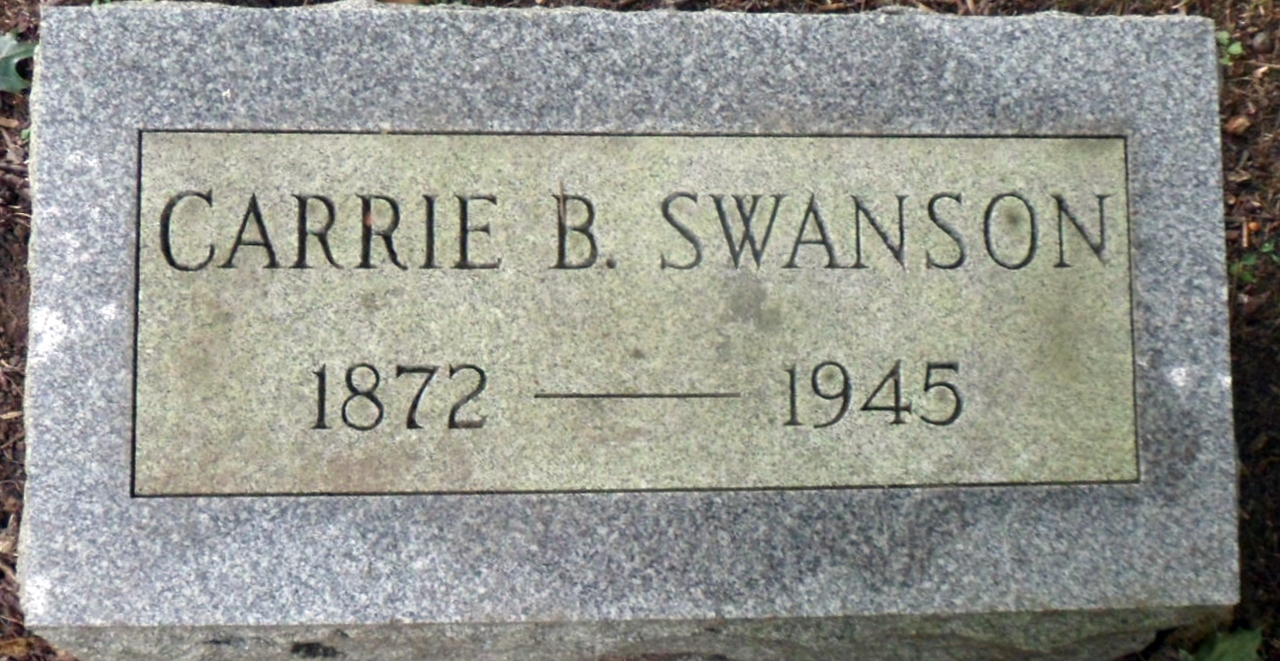 CARRIE B. SWANSON
1872 — 1945